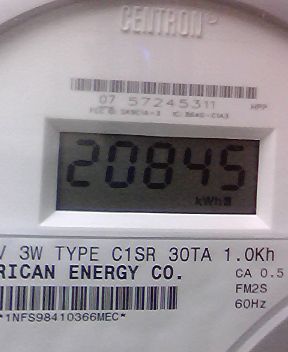 CENTRON
07 57245311 NPP
20845
kWh
V 3W TYPE C1SR 30TA 1.0Kh
RICAN ENERGY CO. CA 0.5
FM2S
60Hz
*1NFS98410366MEC*